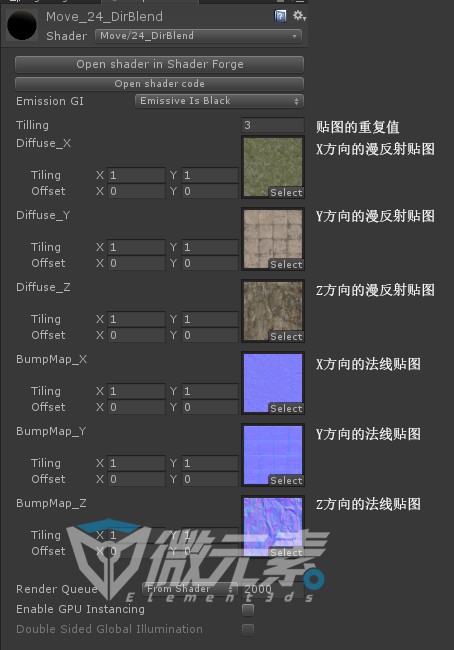 Move_24_DirBlend
Shader Move/24_DirBlend
Open shader in Shader Forge
Open shader code
Emission GI Emissive Is Black
Tilling 3 贴图的重复值
Diffuse_X X方向的漫反射贴图
Tiling X 1 Y 1
Offset X 0 Y 0 Select
Diffuse_Y Y方向的漫反射贴图
Tiling X 1 Y 1
Offset X 0 Y 0 Select
Diffuse_Z Z方向的漫反射贴图
Tiling X 1 Y 1
Offset X 0 Y 0 Select
BumpMap_X X方向的法线贴图
Tiling X 1 Y 1
Offset X 0 Y 0 Select
BumpMap_Y Y方向的法线贴图
Tiling X 1 Y 1
Offset X 0 Y 0 Select
BumpMap_Z Z方向的法线贴图
Tiling X 1 Y 1
Offset X 0 Y 0 Select
微元素
Render Queue From Shader 2000
Element3ds
Enable GPU Instancing
Double Sided Global Illumination